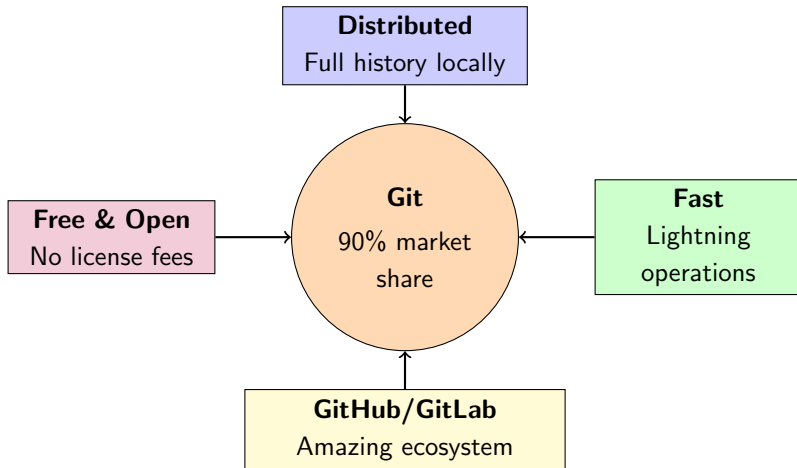 Distributed
Full history locally
Git
90% market
share
Free & Open
No license fees
Fast
Lightning
operations
GitHub/GitLab
Amazing ecosystem